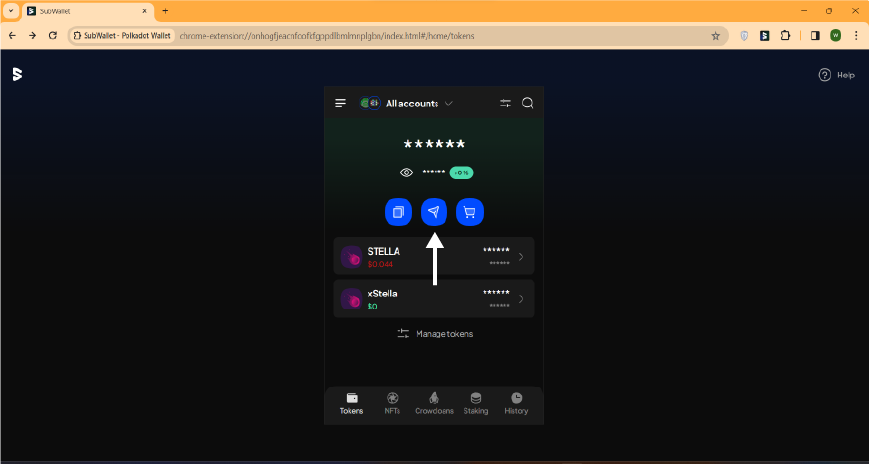 SubWallet
SubWallet - Polkadot Wallet
chrome-extension://onhogfjeacnfoofkfgppdlbmlmnplgbn/index.html#/home/tokens
W
Help
All accounts
******
****** +0 %
STELLA ******
$0.044 ******
xStella ******
$0 ******
Manage tokens
Tokens NFTs Crowdloans Staking History